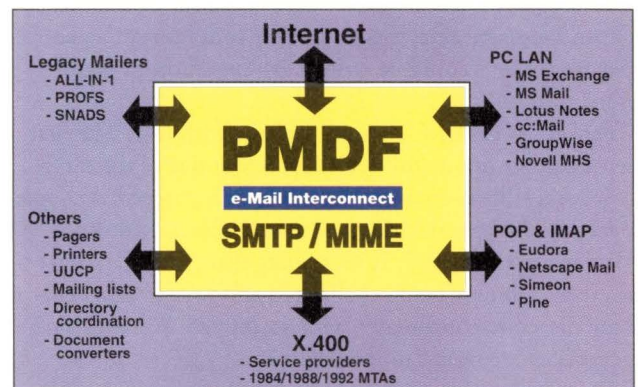 Internet
Legacy Mailers
- ALL-IN-1
- PROFS
- SNADS
PC LAN
- MS Exchange
- MS Mail
- Lotus Notes
- cc:Mail
- GroupWise
- Novell MHS
PMDF
e-Mail Interconnect
SMTP / MIME
Others
- Pagers
- Printers
- UUCP
- Mailing lists
- Directory
coordination
- Document
converters
POP & IMAP
- Eudora
- Netscape Mail
- Simeon
- Pine
X.400
- Service providers
- 1984/1988/1992 MTAs